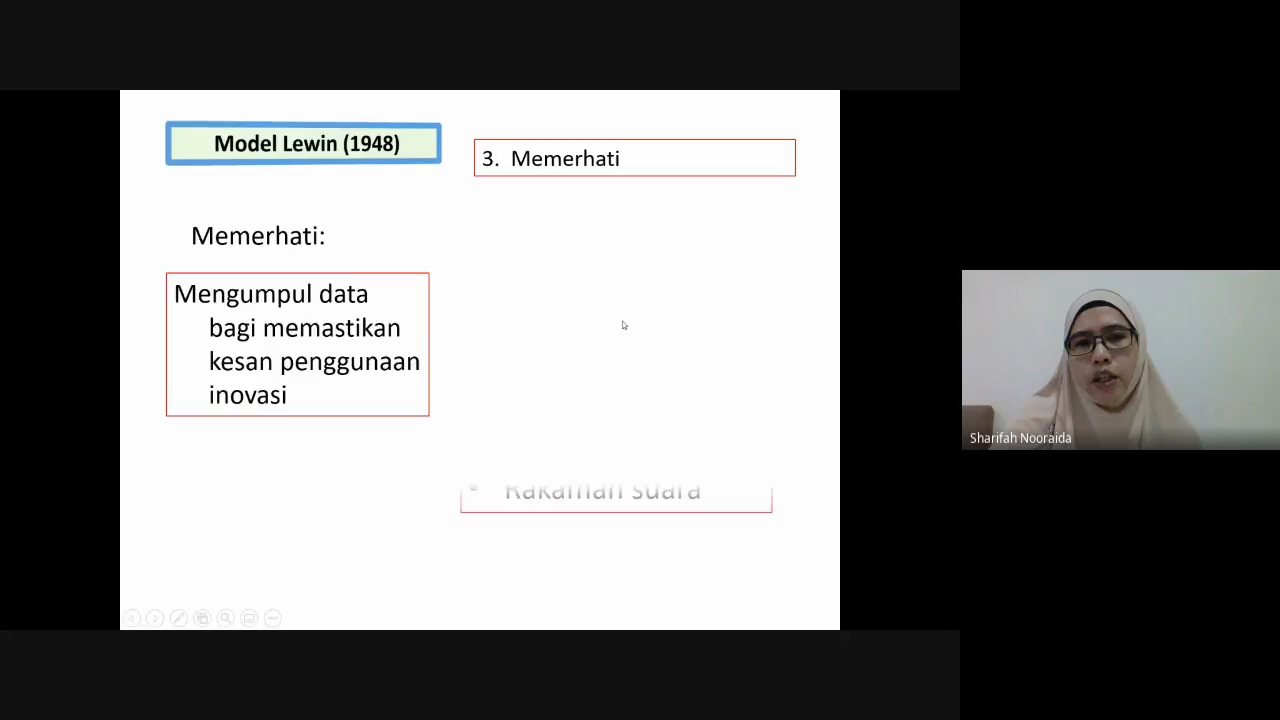 Model Lewin (1948)
3. Memerhati
Memerhati:
Mengumpul data
bagi memastikan
kesan penggunaan
inovasi
• Rakaman suara
Sharifah Nooraida